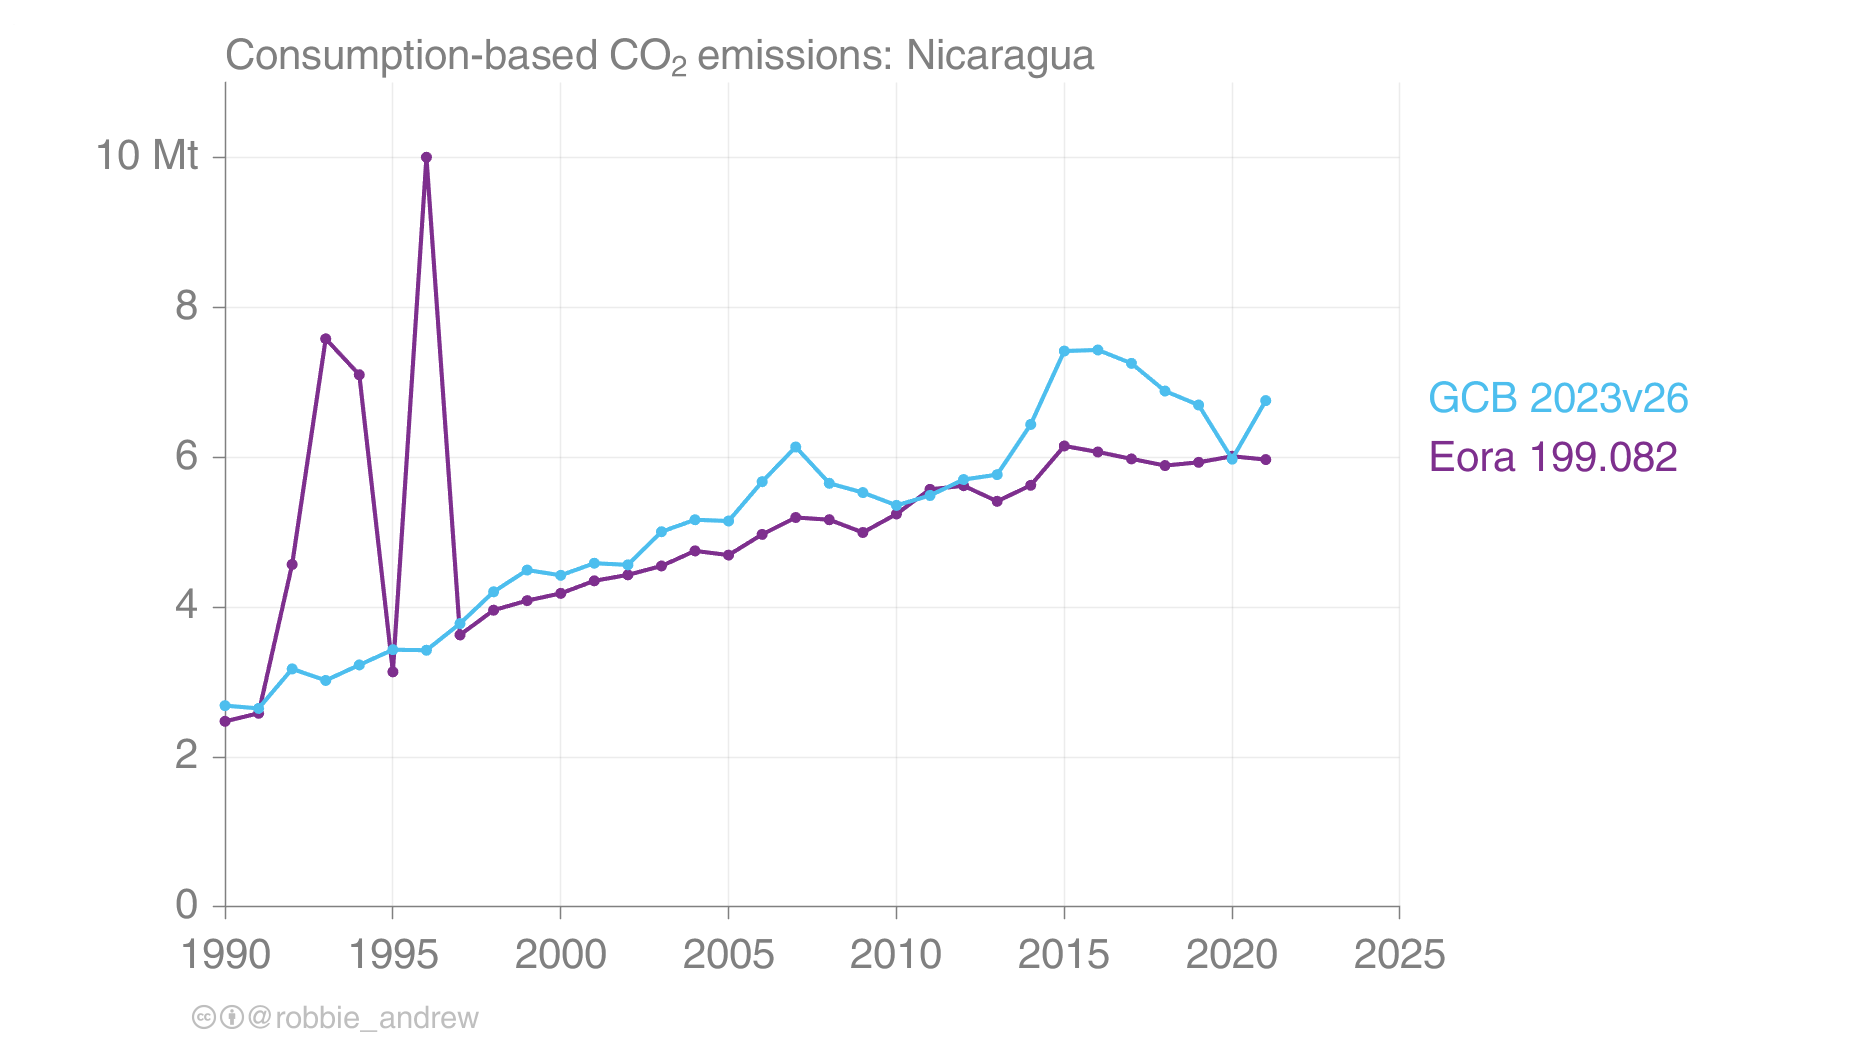 Consumption-based CO₂ emissions: Nicaragua
10 Mt
8
6
4
2
0
1990 1995 2000 2005 2010 2015 2020 2025
GCB 2023v26
Eora 199.082
@robbie_andrew